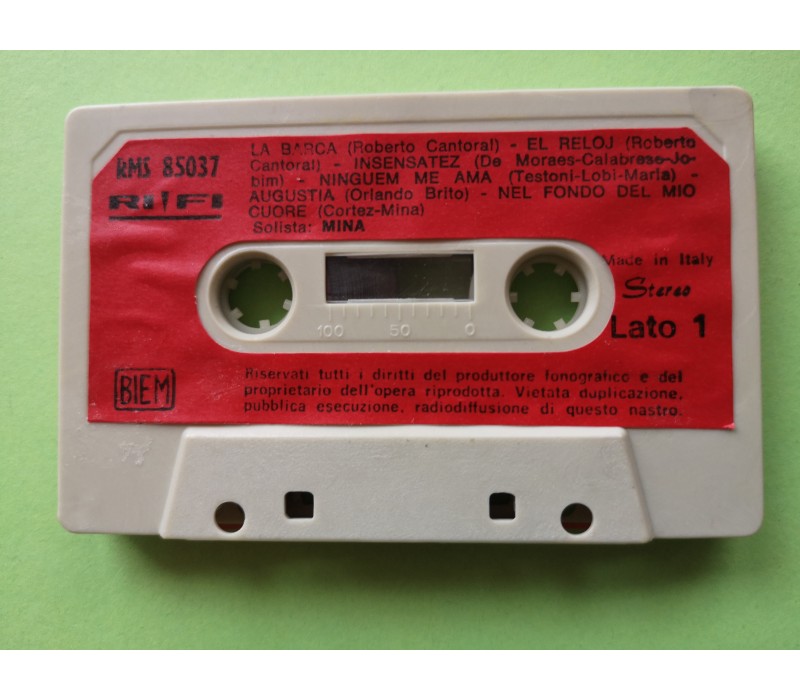 RMS 85037
RIFI
LA BARCA (Roberto Cantoral) - EL RELOJ (Roberto
Cantoral) - INSENSATEZ (De Moraes-Calabrese-Jo-
bim) - NINGUEM ME AMA (Testoni-Lobi-Maria) -
AUGUSTIA (Orlando Brito) - NEL FONDO DEL MIO
CUORE (Cortez-Mina)
Solista: MINA
Made in Italy
Stereo
Lato 1
100 50 0
BIEM
Riservati tutti i diritti del produttore fonografico e del
proprietario dell'opera riprodotta. Vietata duplicazione,
pubblica esecuzione, radiodiffusione di questo nastro.